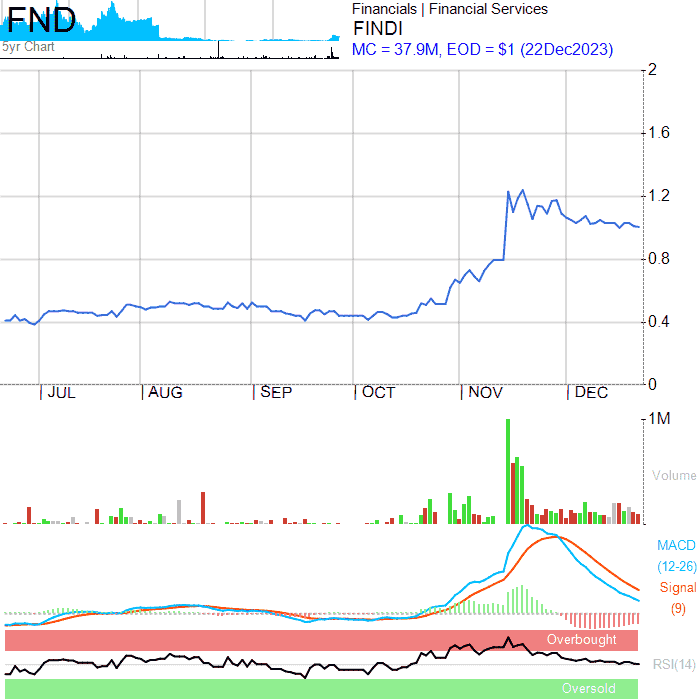 FND
5yr Chart
Financials | Financial Services
FINDI
MC = 37.9M, EOD = $1 (22Dec2023)
2
1.6
1.2
0.8
0.4
0
| JUL | AUG | SEP | OCT | NOV | DEC
1M
Volume
MACD
(12-26)
Signal
(9)
Overbought
RSI(14)
Oversold